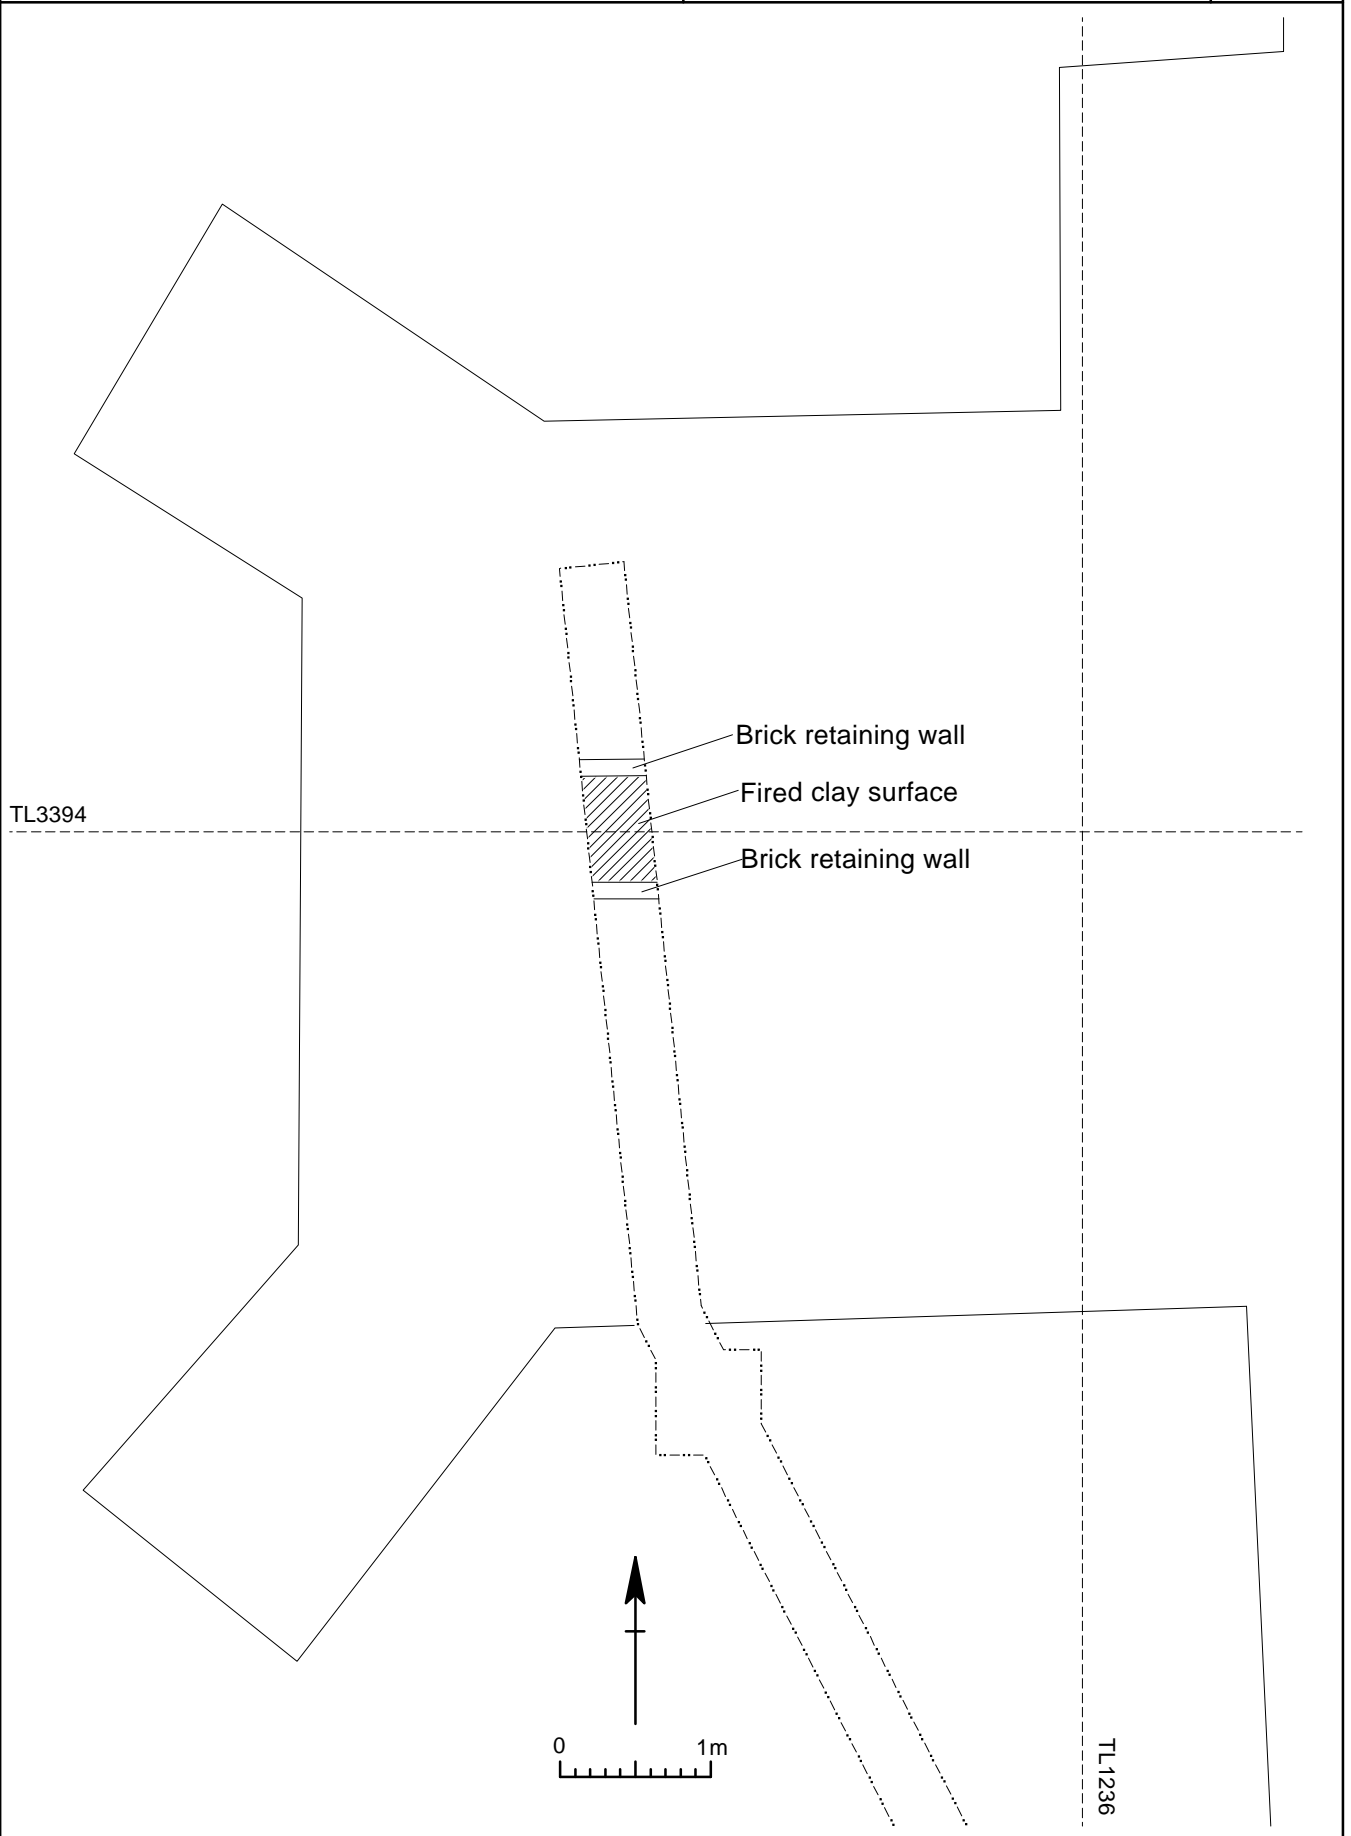 Brick retaining wall
Fired clay surface
TL3394
Brick retaining wall
0 1m
TL1236